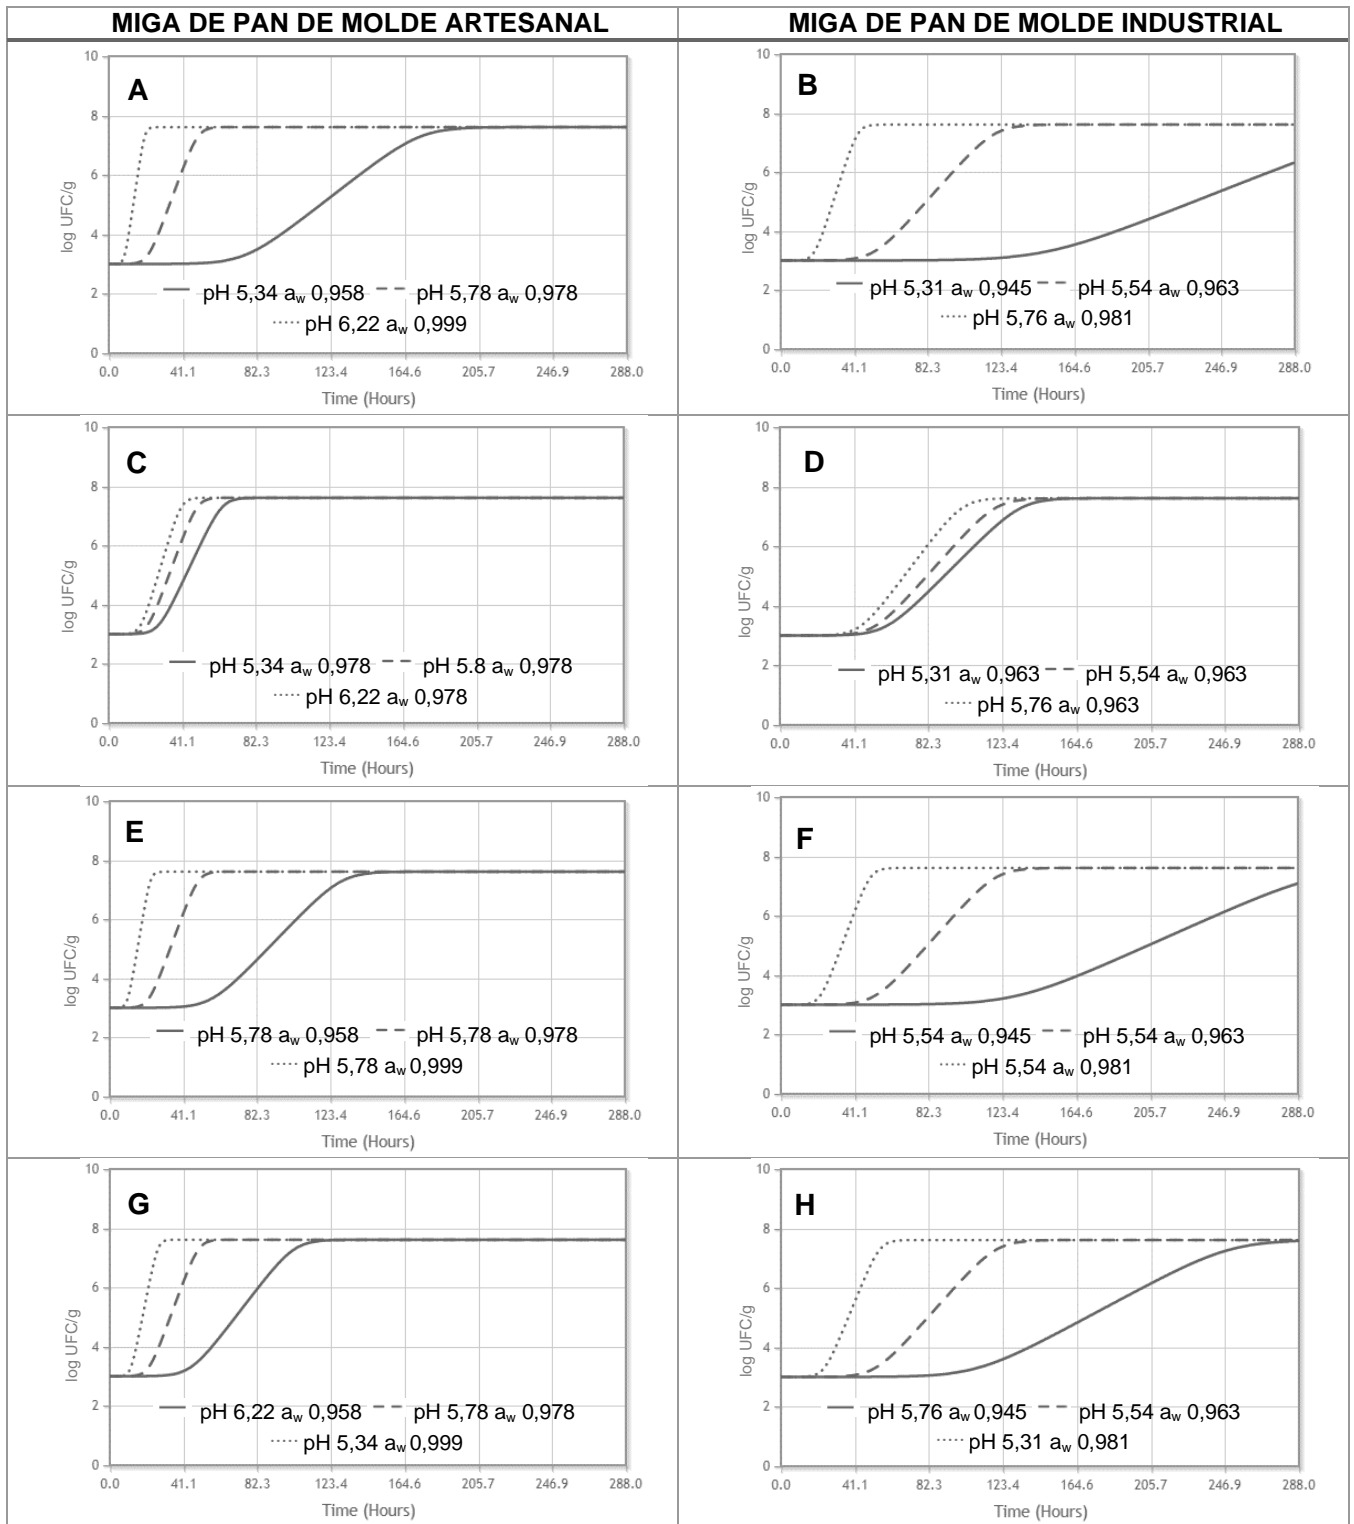 MIGA DE PAN DE MOLDE ARTESANAL
MIGA DE PAN DE MOLDE INDUSTRIAL
A
10
8
6
4
2
0
log UFC/g
pH 5,34 aw 0,958 pH 5,78 aw 0,978
pH 6,22 aw 0,999
0.0 41.1 82.3 123.4 164.6 205.7 246.9 288.0
Time (Hours)
B
10
8
6
4
2
0
log UFC/g
pH 5,31 aw 0,945 pH 5,54 aw 0,963
pH 5,76 aw 0,981
0.0 41.1 82.3 123.4 164.6 205.7 246.9 288.0
Time (Hours)
C
10
8
6
4
2
0
log UFC/g
pH 5,34 aw 0,978 pH 5.8 aw 0,978
pH 6,22 aw 0,978
0.0 41.1 82.3 123.4 164.6 205.7 246.9 288.0
Time (Hours)
D
10
8
6
4
2
0
log UFC/g
pH 5,31 aw 0,963 pH 5,54 aw 0,963
pH 5,76 aw 0,963
0.0 41.1 82.3 123.4 164.6 205.7 246.9 288.0
Time (Hours)
E
10
8
6
4
2
0
log UFC/g
pH 5,78 aw 0,958 pH 5,78 aw 0,978
pH 5,78 aw 0,999
0.0 41.1 82.3 123.4 164.6 205.7 246.9 288.0
Time (Hours)
F
10
8
6
4
2
0
log UFC/g
pH 5,54 aw 0,945 pH 5,54 aw 0,963
pH 5,54 aw 0,981
0.0 41.1 82.3 123.4 164.6 205.7 246.9 288.0
Time (Hours)
G
10
8
6
4
2
0
log UFC/g
pH 6,22 aw 0,958 pH 5,78 aw 0,978
pH 5,34 aw 0,999
0.0 41.1 82.3 123.4 164.6 205.7 246.9 288.0
Time (Hours)
H
10
8
6
4
2
0
log UFC/g
pH 5,76 aw 0,945 pH 5,54 aw 0,963
pH 5,31 aw 0,981
0.0 41.1 82.3 123.4 164.6 205.7 246.9 288.0
Time (Hours)